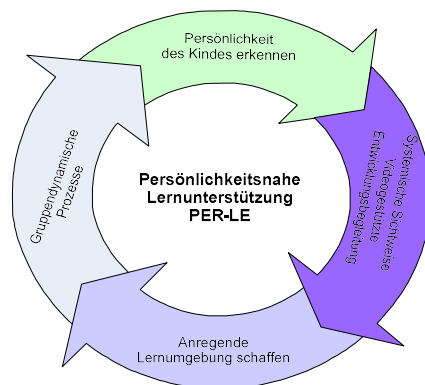 Persönlichkeit
des Kindes erkennen
Systemische Sichtweise
Videogestützte
Entwicklungsbegleitung
Persönlichkeitsnahe
Lernunterstützung
PER-LE
Gruppendynamische
Prozesse
Anregende
Lernumgebung schaffen